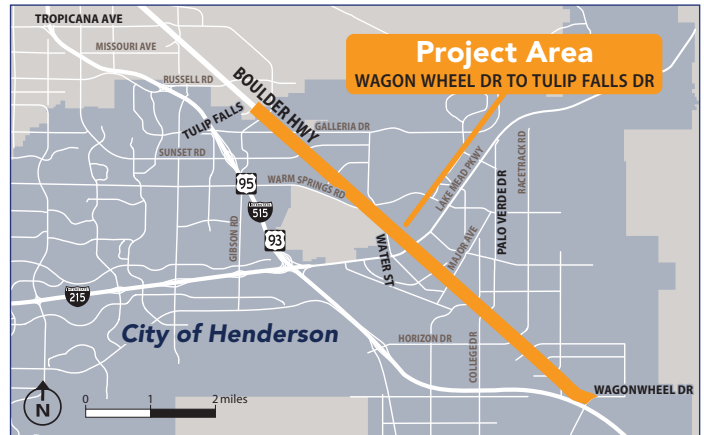 TROPICANA AVE
MISSOURI AVE
RUSSELL RD
BOULDER HWY
Project Area
WAGON WHEEL DR TO TULIP FALLS DR
TULIP FALLS
GALLERIA DR
SUNSET RD
WARM SPRINGS RD
95
INTERSTATE
515
93
GIBSON RD
LAKE MEAD PKWY
RACETRACK RD
PALO VERDE DR
WATER ST
MAJOR AVE
INTERSTATE
215
City of Henderson
HORIZON DR
COLLEGE DR
WAGONWHEEL DR
N
0 1 2 miles